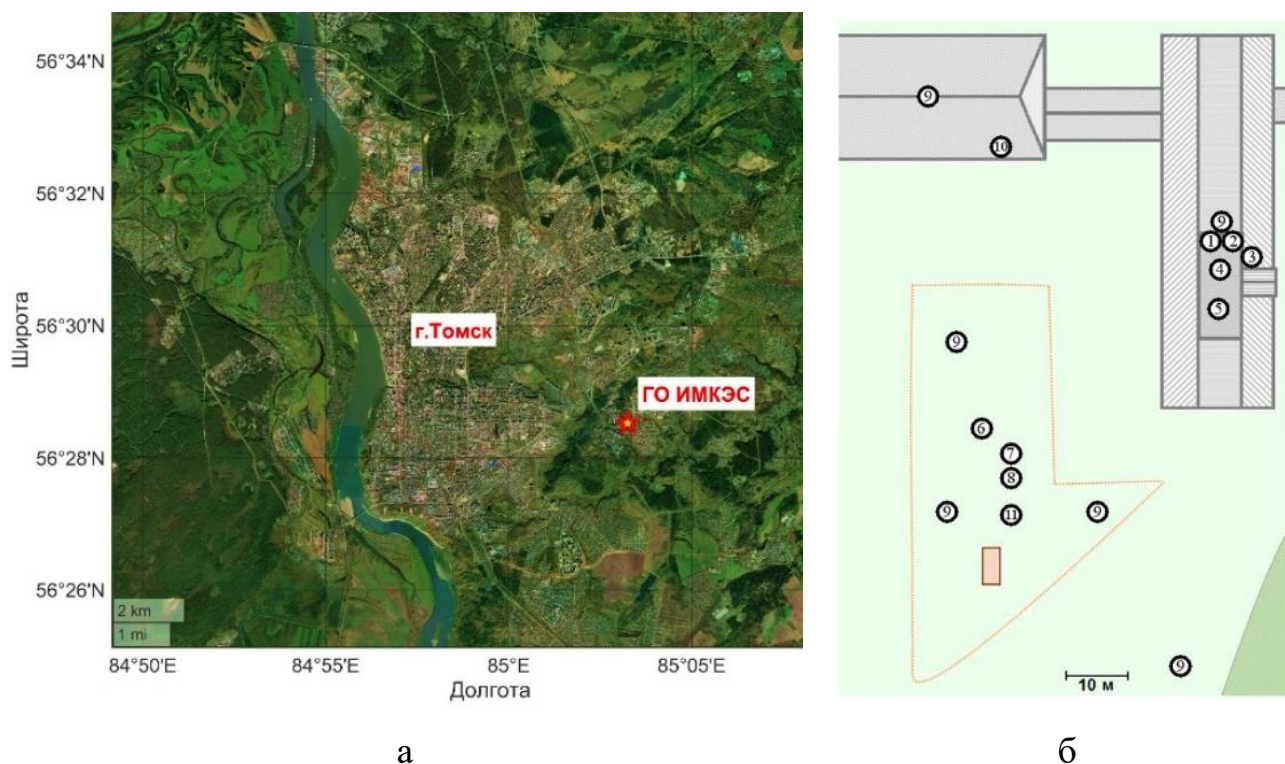 56°34'N
56°32'N
56°30'N
56°28'N
56°26'N
Широта
г.Томск
ГО ИМКЭС
2 km
1 mi
84°50'E
84°55'E
85°E
85°05'E
Долгота
9
10
9
1
2
3
4
5
9
6
7
8
9
11
9
9
10 м
а
б